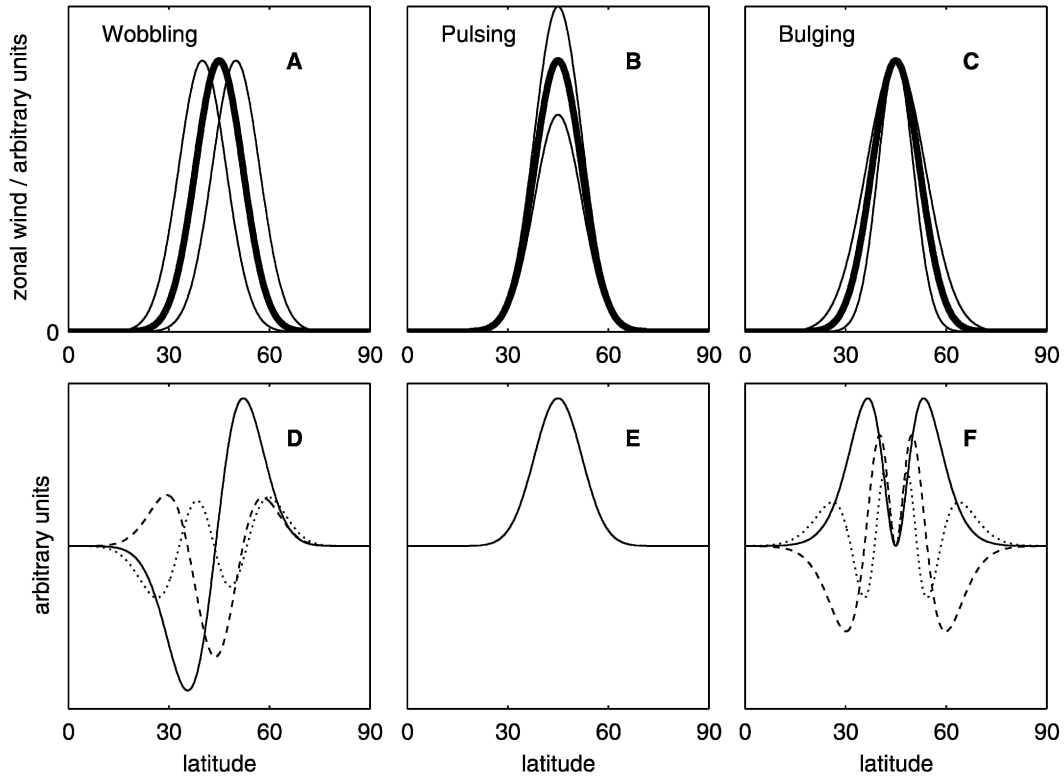 Wobbling
A
Pulsing
B
Bulging
C
zonal wind / arbitrary units
0
0 30 60 90
0 30 60 90
0 30 60 90
D
E
F
arbitrary units
0 30 60 90
0 30 60 90
0 30 60 90
latitude
latitude
latitude